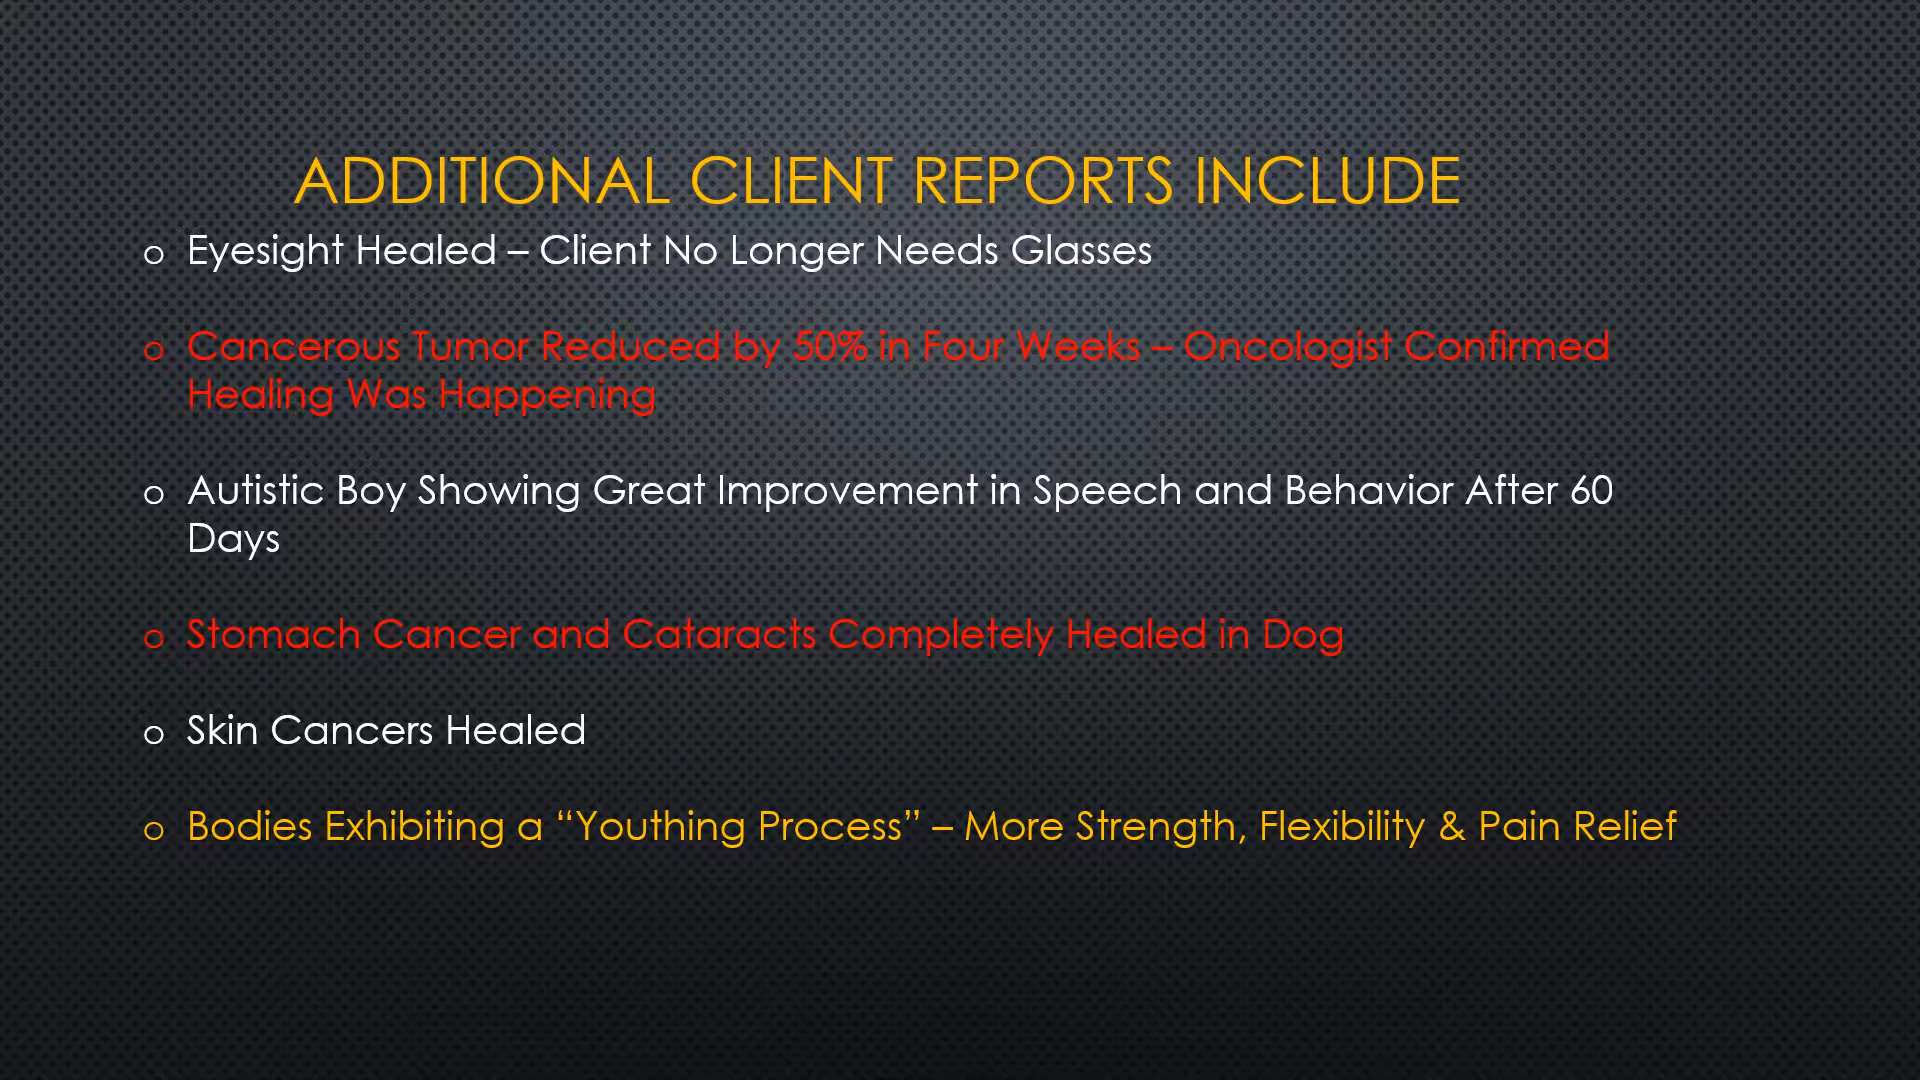 ADDITIONAL CLIENT REPORTS INCLUDE
o Eyesight Healed – Client No Longer Needs Glasses
o Cancerous Tumor Reduced by 50% in Four Weeks – Oncologist Confirmed
Healing Was Happening
o Autistic Boy Showing Great Improvement in Speech and Behavior After 60
Days
o Stomach Cancer and Cataracts Completely Healed in Dog
o Skin Cancers Healed
o Bodies Exhibiting a “Youthing Process” – More Strength, Flexibility & Pain Relief